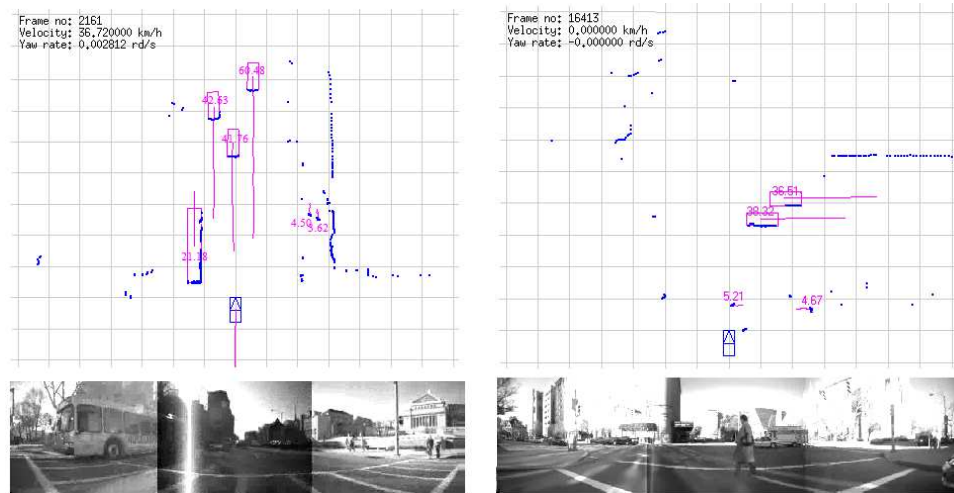 Frame no: 2161
Velocity: 36.720000 km/h
Yaw rate: 0.002812 rd/s
60.48
42.63
41.76
4.50
3.62
21.18
Frame no: 16413
Velocity: 0.000000 km/h
Yaw rate: -0.000000 rd/s
36.51
38.32
5.21
4.67